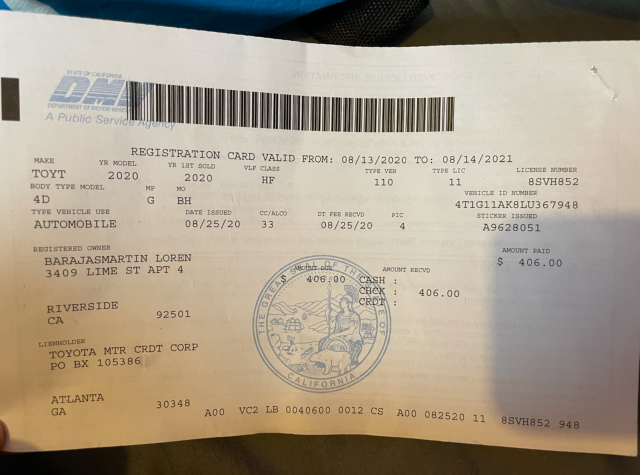 STATE OF CALIFORNIA
DMV
DEPARTMENT OF MOTOR VEHICLES
A Public Service Agency
REGISTRATION CARD VALID FROM: 08/13/2020 TO: 08/14/2021
MAKE YR MODEL YR 1ST SOLD VLF CLASS TYPE VEH TYPE LIC LICENSE NUMBER
TOYT 2020 2020 HF 110 11 8SVH852
BODY TYPE MODEL MP MO VEHICLE ID NUMBER
4D G BH 4T1G11AK8LU367948
TYPE VEHICLE USE DATE ISSUED CC/ALCO DT FEE RECVD PIC STICKER ISSUED
AUTOMOBILE 08/25/20 33 08/25/20 4 A9628051
REGISTERED OWNER AMOUNT PAID
BARAJASMARTIN LOREN $ 406.00
3409 LIME ST APT 4
AMOUNT DUE AMOUNT RECVD
$ 406.00 CASH :
CHCK : 406.00
CRDT :
RIVERSIDE
CA 92501
LIENHOLDER
TOYOTA MTR CRDT CORP
PO BX 105386
ATLANTA
GA 30348
A00 VC2 LB 0040600 0012 CS A00 082520 11 8SVH852 948
THE GREAT SEAL OF THE STATE OF CALIFORNIA